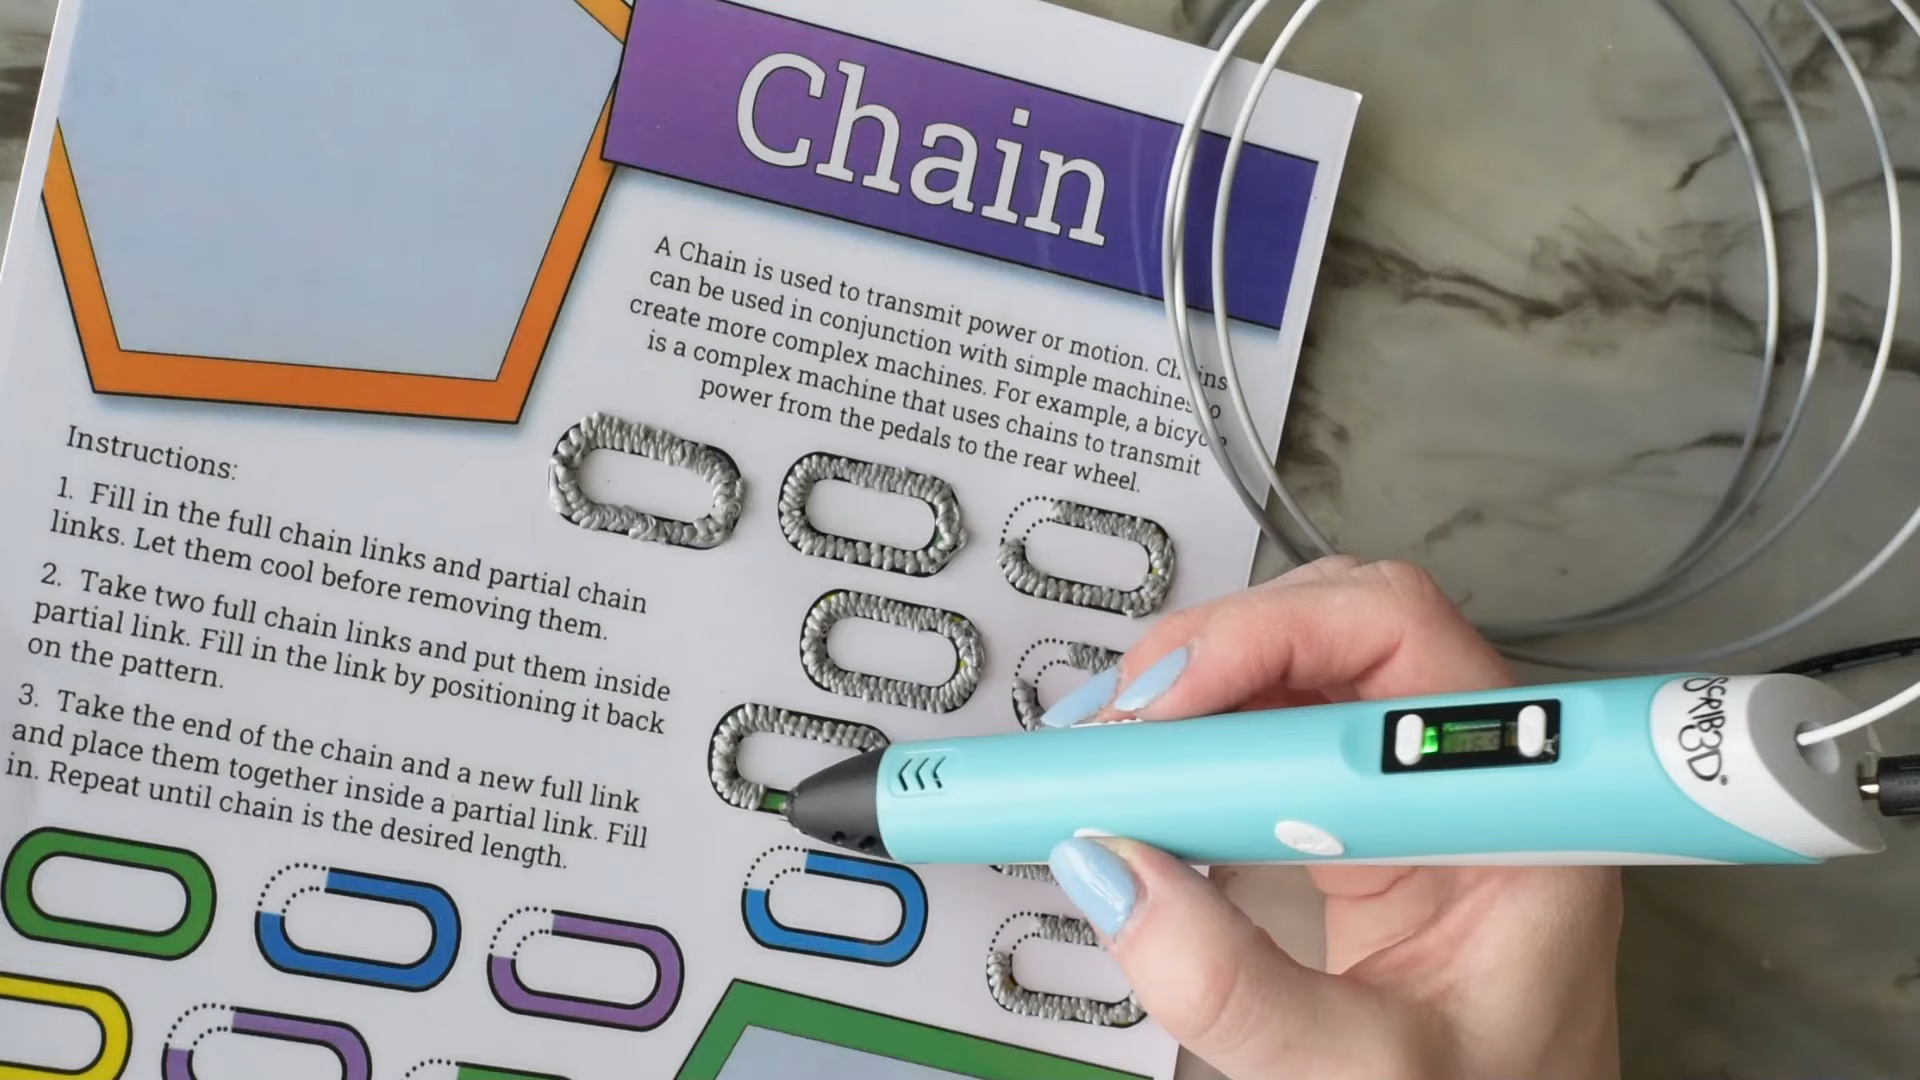 Chain
A Chain is used to transmit power or motion.
can be used in conjunction with simple machines
create more complex machines. For example, a
is a complex machine that uses chains to transmit
power from the pedals to the rear wheel.
Instructions:
1. Fill in the full chain links and partial chain
links. Let them cool before removing them.
2. Take two full chain links and put them inside
partial link. Fill in the link by positioning it back
on the pattern.
3. Take the end of the chain and a new full link
and place them together inside a partial link. Fill
in. Repeat until chain is the desired length.
SCRIB3D